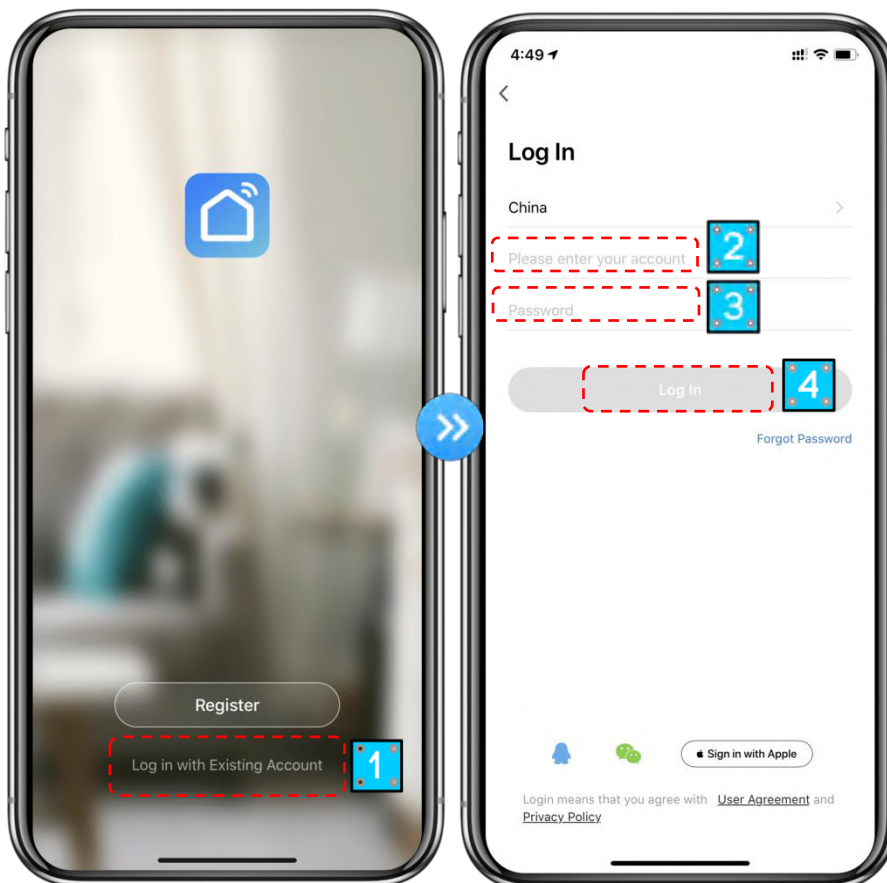 Register
Log in with Existing Account
1
4:49
Log In
China
Please enter your account
2
Password
3
Log In
4
Forgot Password
Sign in with Apple
Login means that you agree with User Agreement and
Privacy Policy